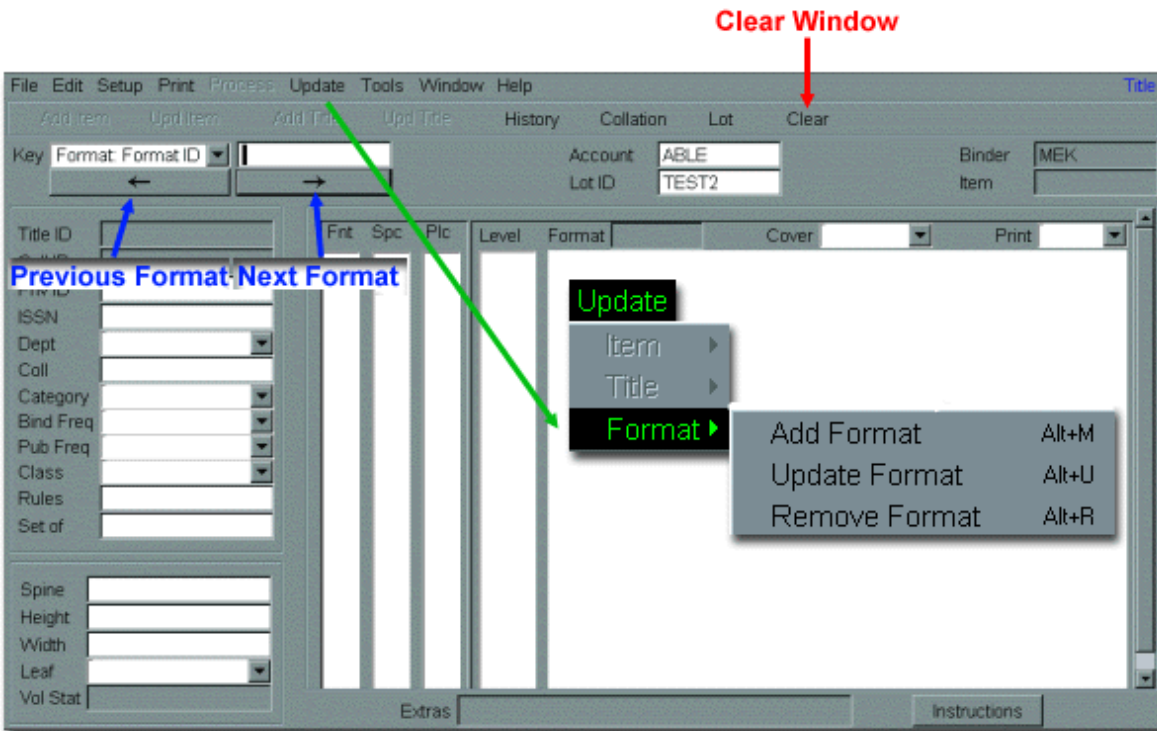 Clear Window
File Edit Setup Print Process Update Tools Window Help Title
Add Item Upd Item Add Title Upd Title History Collation Lot Clear
Key Format: Format ID Account ABLE Binder MEK
← → Lot ID TEST2 Item
Title ID Fnt Spc Plc Level Format Cover Print
Previous Format Next Format
ISSN
Dept
Coll
Category
Bind Freq
Pub Freq
Class
Rules
Set of
Update
Item
Title
Format
Add Format Alt+M
Update Format Alt+U
Remove Format Alt+R
Spine
Height
Width
Leaf
Vol Stat
Extras Instructions